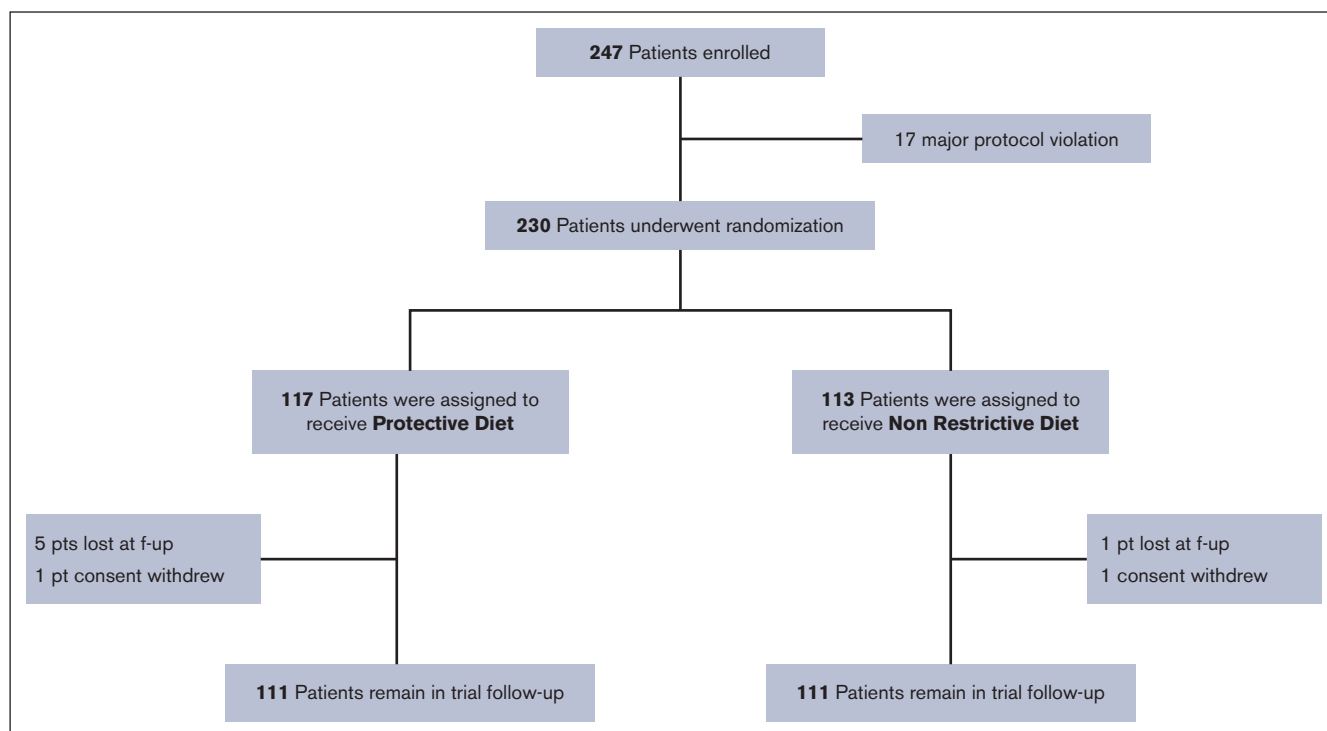 247 Patients enrolled
17 major protocol violation
230 Patients underwent randomization
117 Patients were assigned to
receive Protective Diet
113 Patients were assigned to
receive Non Restrictive Diet
5 pts lost at f-up
1 pt consent withdrew
1 pt lost at f-up
1 consent withdrew
111 Patients remain in trial follow-up
111 Patients remain in trial follow-up